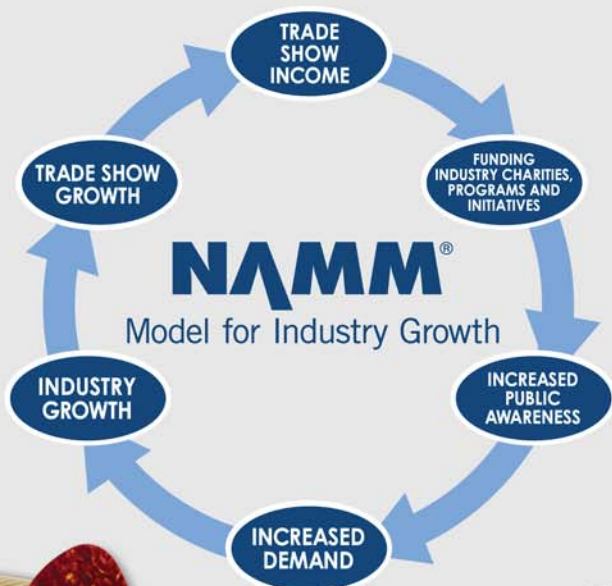 TRADE
SHOW
INCOME
FUNDING
INDUSTRY CHARITIES,
PROGRAMS AND
INITIATIVES
INCREASED
PUBLIC
AWARENESS
INCREASED
DEMAND
INDUSTRY
GROWTH
TRADE SHOW
GROWTH
NAMM®
Model for Industry Growth